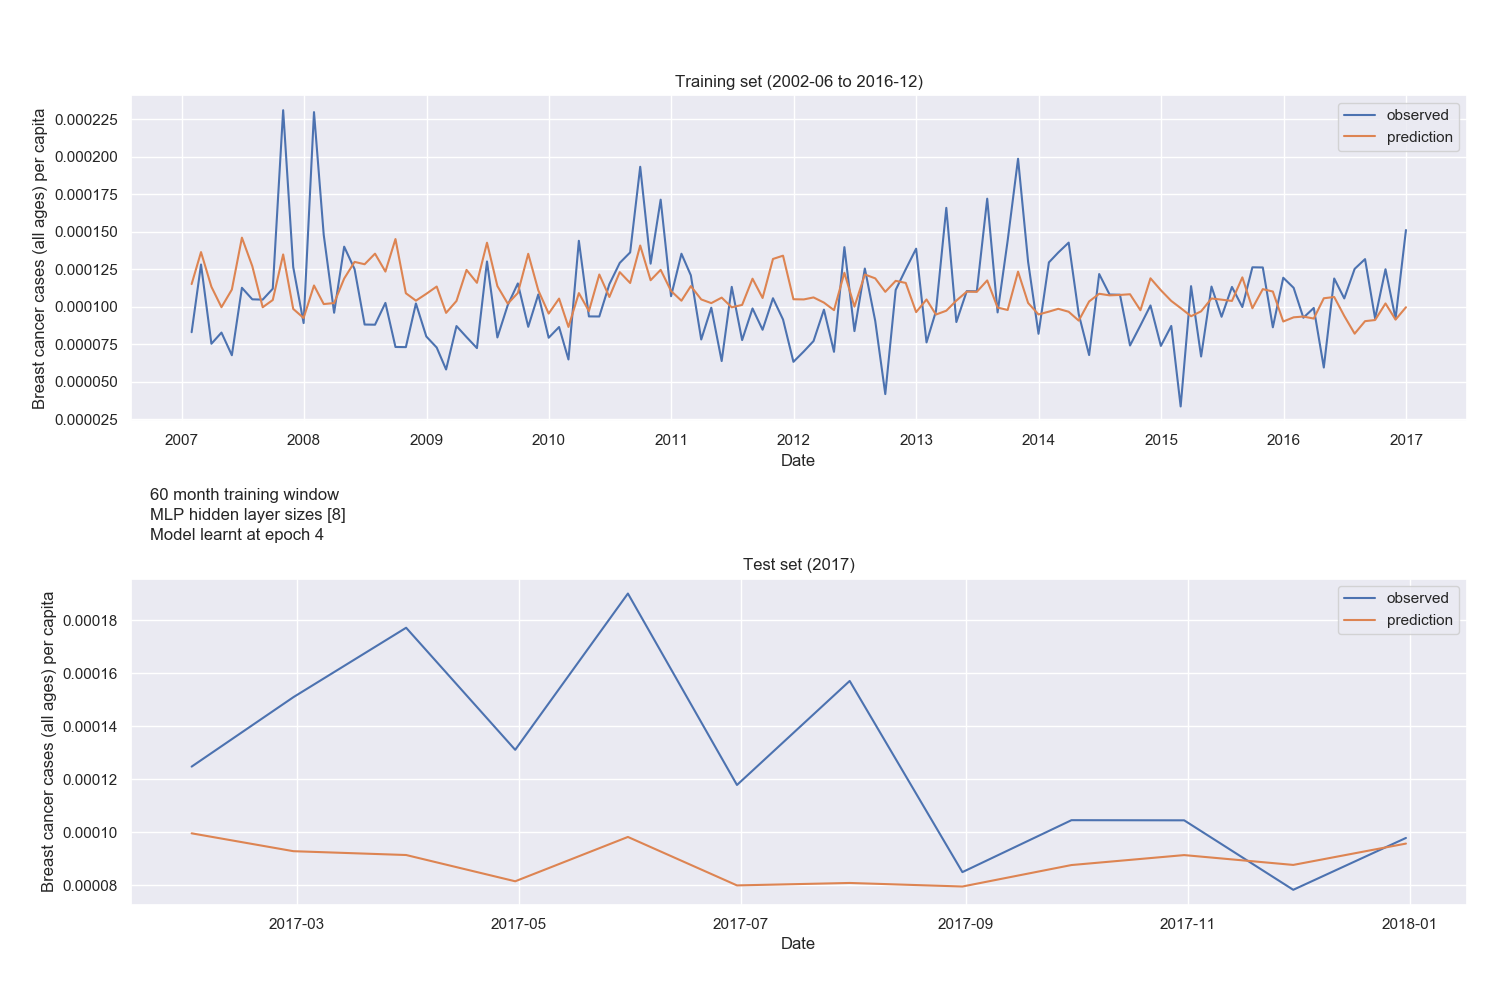 Training set (2002-06 to 2016-12)
Breast cancer cases (all ages) per capita
0.000225
0.000200
0.000175
0.000150
0.000125
0.000100
0.000075
0.000050
0.000025
observed
prediction
2007 2008 2009 2010 2011 2012 2013 2014 2015 2016 2017
Date
60 month training window
MLP hidden layer sizes [8]
Model learnt at epoch 4
Test set (2017)
Breast cancer cases (all ages) per capita
0.00018
0.00016
0.00014
0.00012
0.00010
0.00008
observed
prediction
2017-03 2017-05 2017-07 2017-09 2017-11 2018-01
Date